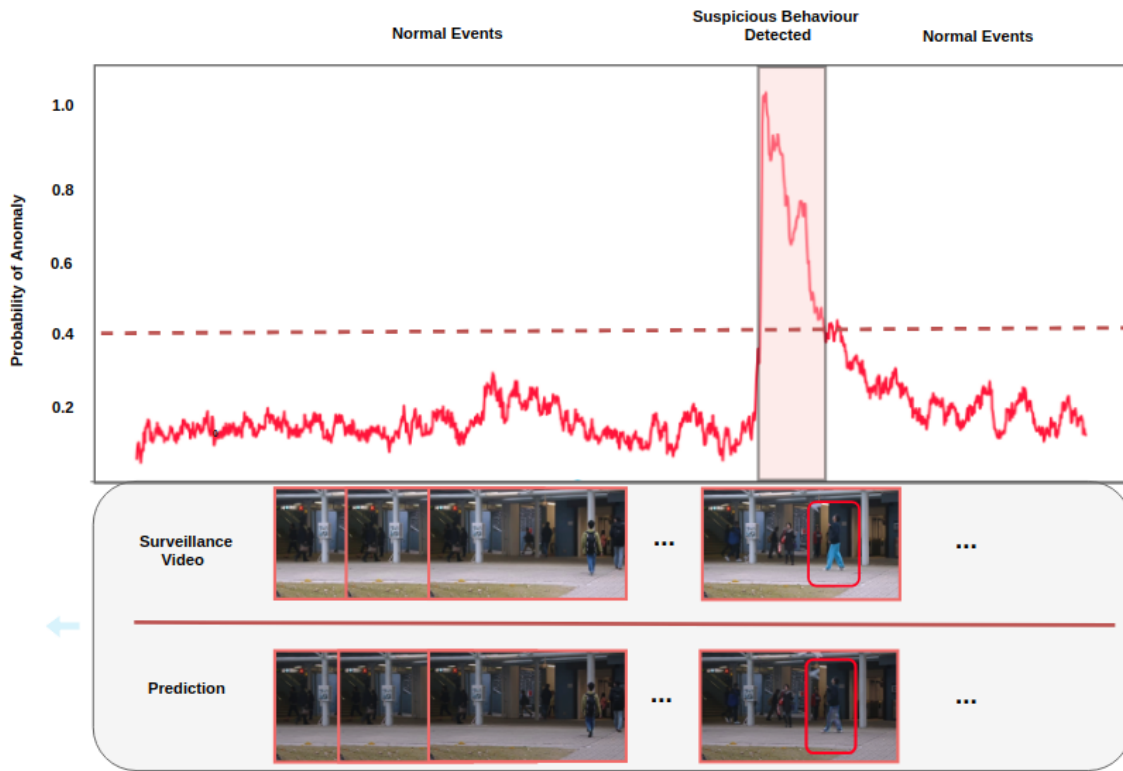 Normal Events
Suspicious Behaviour
Detected
Normal Events
Probability of Anomaly
1.0
0.8
0.6
0.4
0.2
Surveillance
Video
...
...
Prediction
...
...